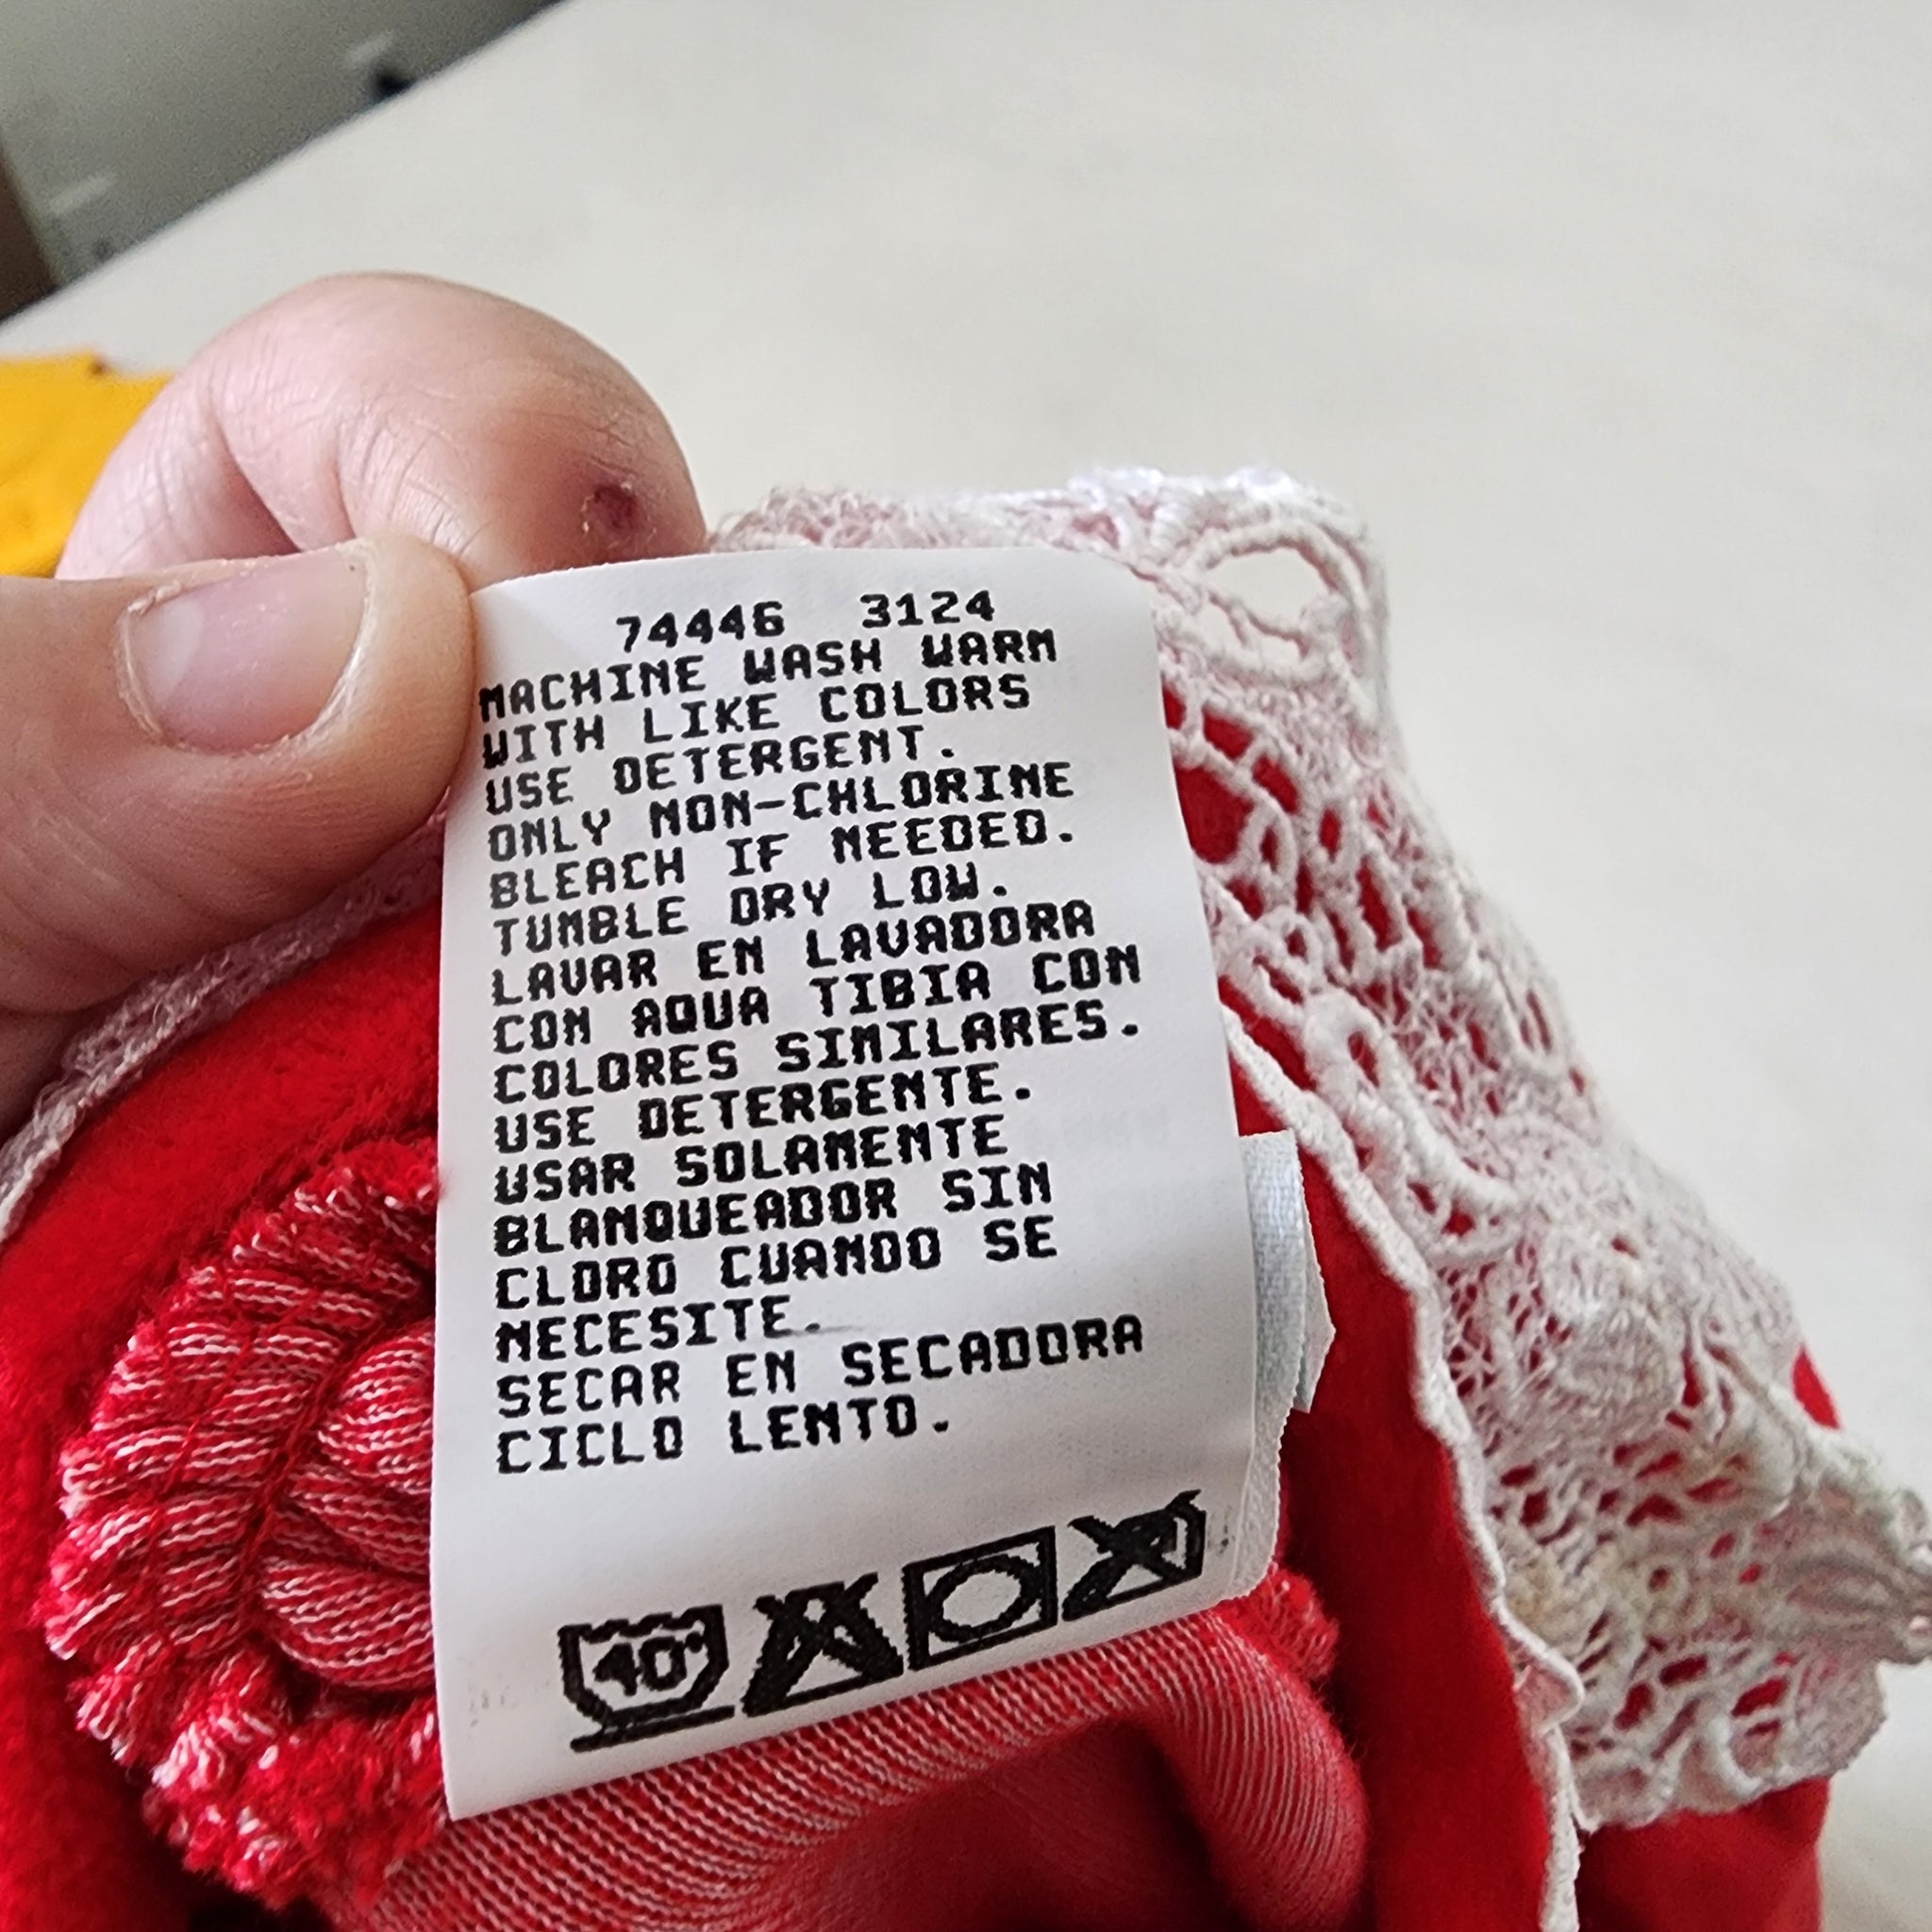 74446 3124
MACHINE WASH WARM
WITH LIKE COLORS
USE DETERGENT.
ONLY NON-CHLORINE
BLEACH IF NEEDED.
TUMBLE DRY LOW.
LAVAR EN LAVADORA
CON AQUA TIBIA CON
COLORES SIMILARES.
USE DETERGENTE.
USAR SOLAMENTE
BLANQUEADOR SIN
CLORO CUANDO SE
NECESITE.
SECAR EN SECADORA
CICLO LENTO.
40°